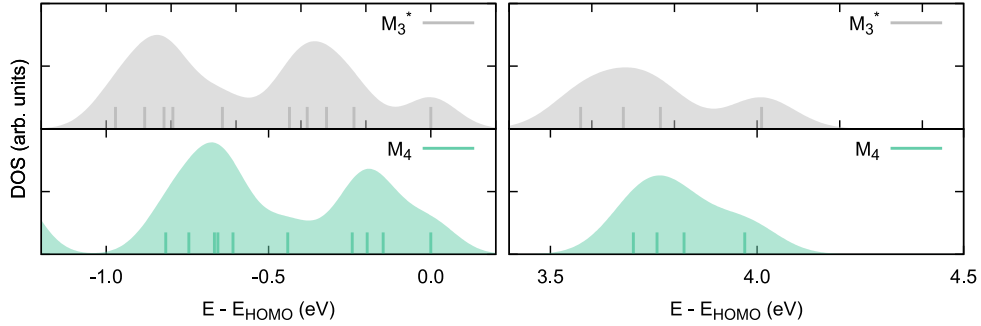 M3* M3*
DOS (arb. units)
M4 M4
-1.0 -0.5 0.0 3.5 4.0 4.5
E - EHOMO (eV) E - EHOMO (eV)